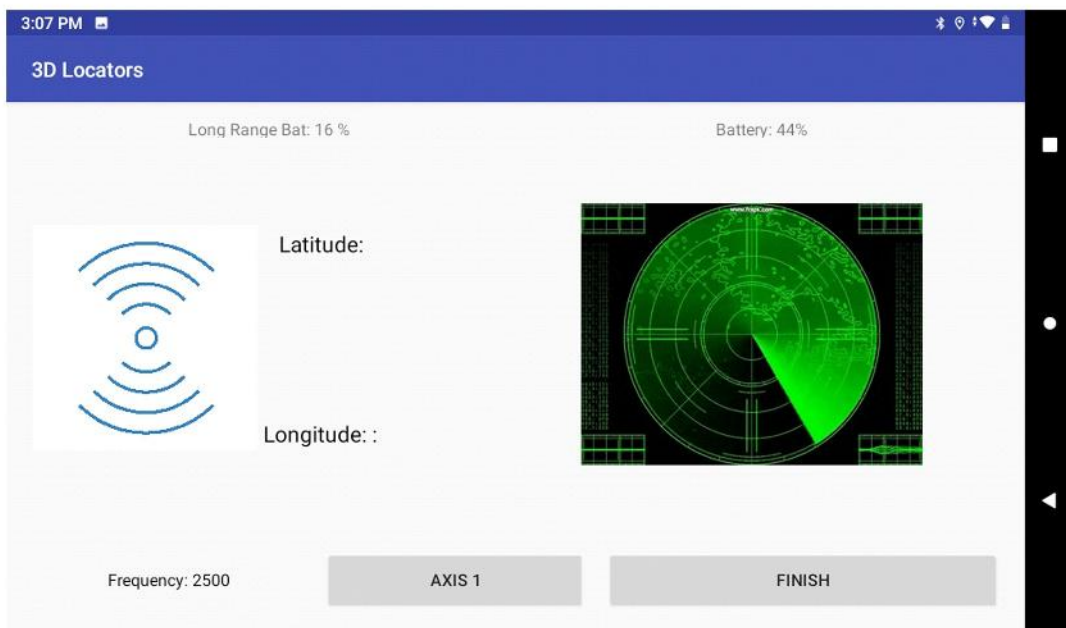 3:07 PM
3D Locators
Long Range Bat: 16 %
Battery: 44%
Latitude:
Longitude: :
Frequency: 2500
AXIS 1
FINISH